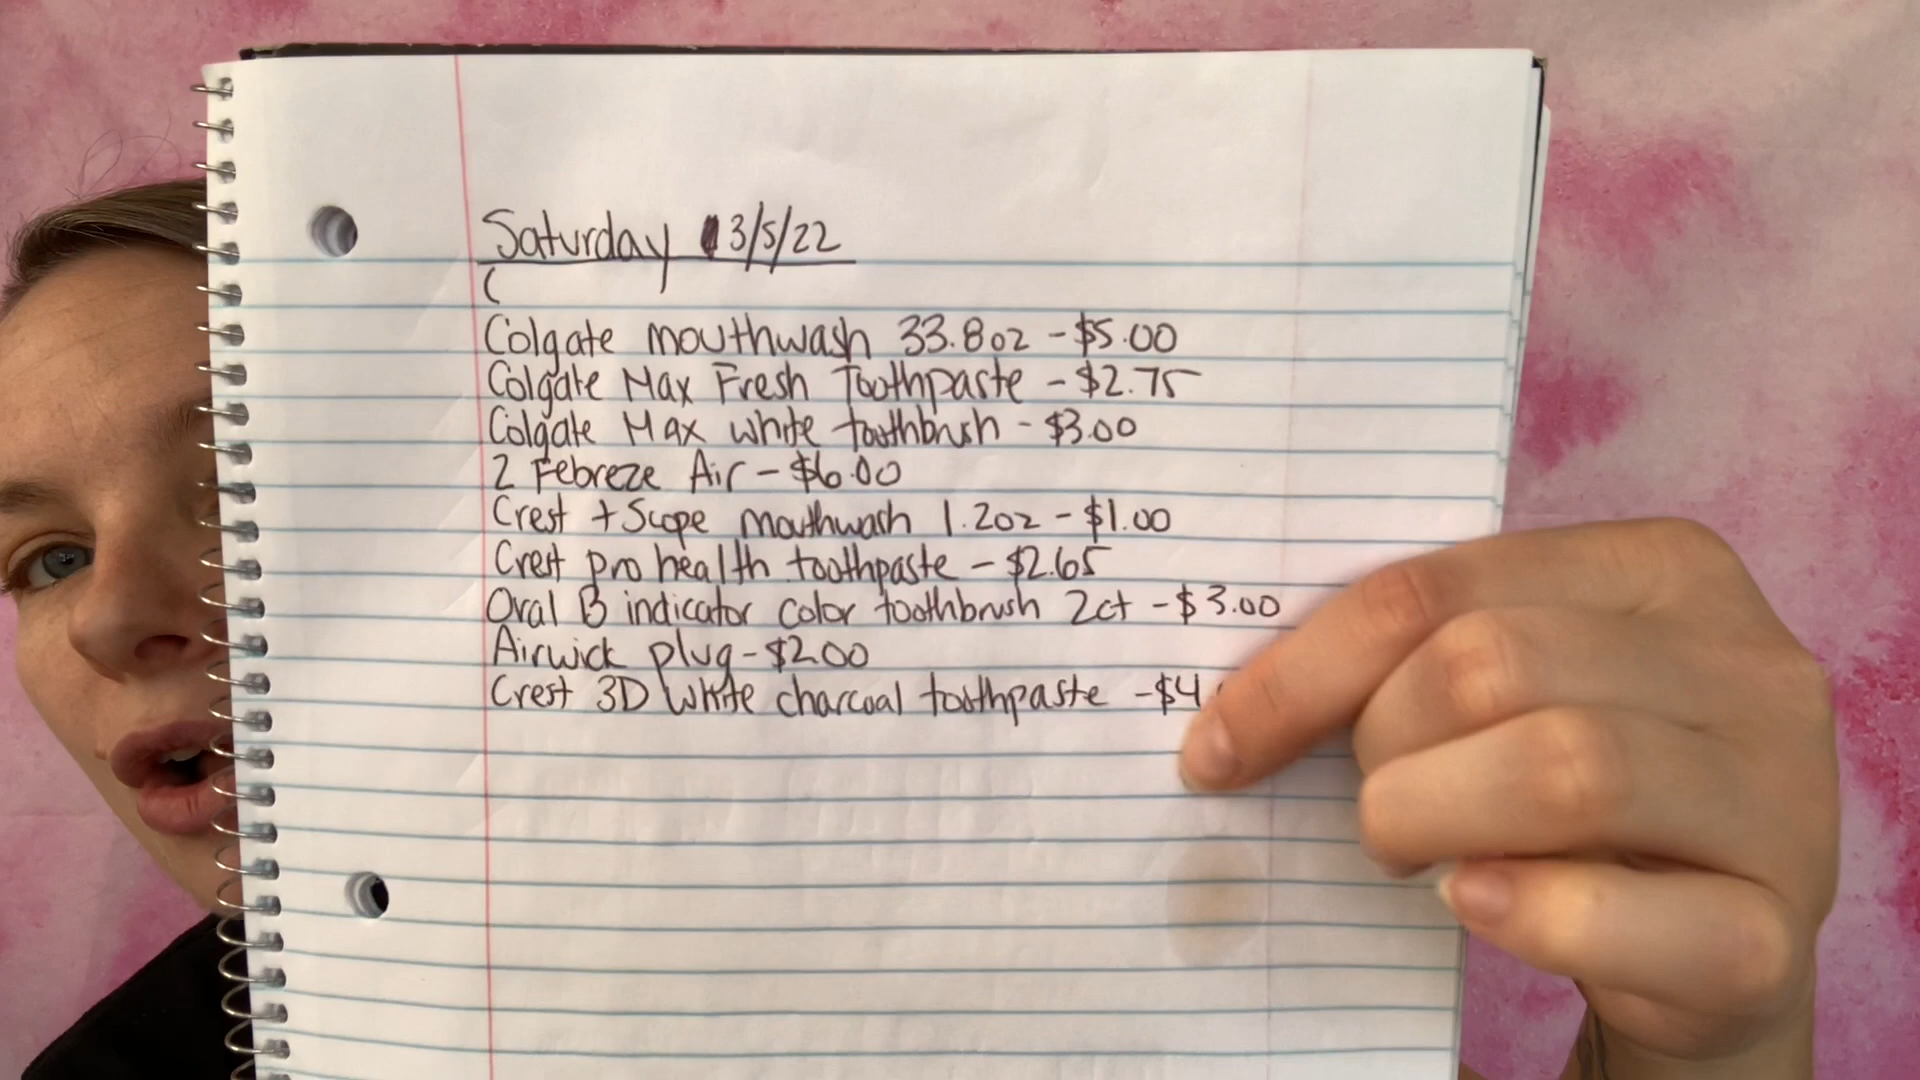 Saturday 3/5/22
(
Colgate mouthwash 33.8oz - $5.00
Colgate Max Fresh Toothpaste - $2.75
Colgate Max white toothbrush - $3.00
2 Febreze Air - $6.00
Crest + Scope mouthwash 1.2oz - $1.00
Crest pro health toothpaste - $2.65
Oral B indicator color toothbrush 2ct - $3.00
Airwick plug - $2.00
Crest 3D White charcoal toothpaste - $4